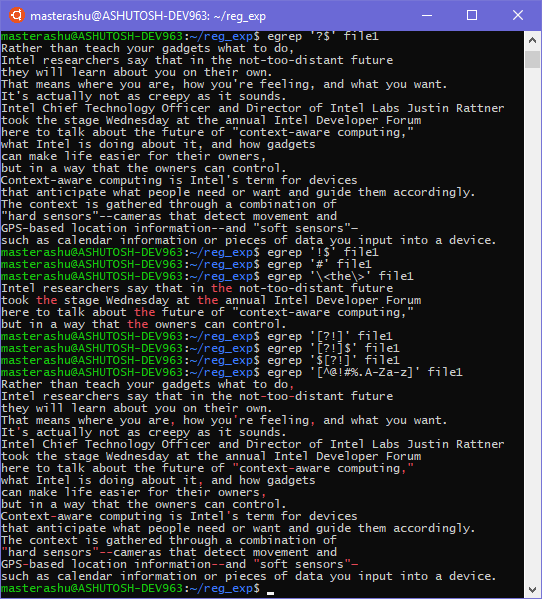 masterashu@ASHUTOSH-DEV963: ~/reg_exp
masterashu@ASHUTOSH-DEV963:~/reg_exp$ egrep '?$' file1
Rather than teach your gadgets what to do,
Intel researchers say that in the not-too-distant future
they will learn about you on their own.
That means where you are, how you're feeling, and what you want.
It's actually not as creepy as it sounds.
Intel Chief Technology Officer and Director of Intel Labs Justin Rattner
took the stage Wednesday at the annual Intel Developer Forum
here to talk about the future of "context-aware computing,"
what Intel is doing about it, and how gadgets
can make life easier for their owners,
but in a way that the owners can control.
Context-aware computing is Intel's term for devices
that anticipate what people need or want and guide them accordingly.
The context is gathered through a combination of
"hard sensors"--cameras that detect movement and
GPS-based location information--and "soft sensors"-
such as calendar information or pieces of data you input into a device.
masterashu@ASHUTOSH-DEV963:~/reg_exp$ egrep '!$' file1
masterashu@ASHUTOSH-DEV963:~/reg_exp$ egrep '#' file1
masterashu@ASHUTOSH-DEV963:~/reg_exp$ egrep '\<the\>' file1
Intel researchers say that in the not-too-distant future
took the stage Wednesday at the annual Intel Developer Forum
here to talk about the future of "context-aware computing,"
but in a way that the owners can control.
masterashu@ASHUTOSH-DEV963:~/reg_exp$ egrep '[?!]' file1
masterashu@ASHUTOSH-DEV963:~/reg_exp$ egrep '[?!]$' file1
masterashu@ASHUTOSH-DEV963:~/reg_exp$ egrep '$[?!]' file1
masterashu@ASHUTOSH-DEV963:~/reg_exp$ egrep '[^@!#%.A-Za-z]' file1
Rather than teach your gadgets what to do,
Intel researchers say that in the not-too-distant future
they will learn about you on their own.
That means where you are, how you're feeling, and what you want.
It's actually not as creepy as it sounds.
Intel Chief Technology Officer and Director of Intel Labs Justin Rattner
took the stage Wednesday at the annual Intel Developer Forum
here to talk about the future of "context-aware computing,"
what Intel is doing about it, and how gadgets
can make life easier for their owners,
but in a way that the owners can control.
Context-aware computing is Intel's term for devices
that anticipate what people need or want and guide them accordingly.
The context is gathered through a combination of
"hard sensors"--cameras that detect movement and
GPS-based location information--and "soft sensors"-
such as calendar information or pieces of data you input into a device.
masterashu@ASHUTOSH-DEV963:~/reg_exp$